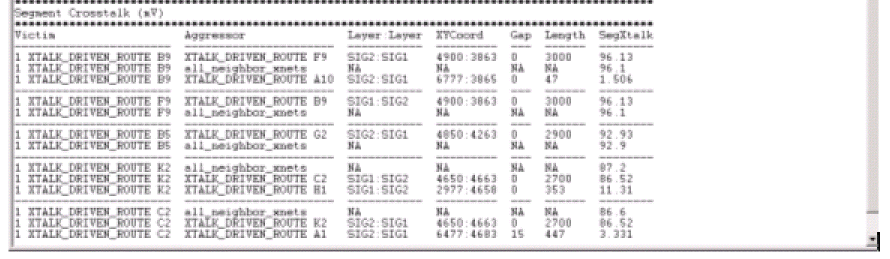 Segment Crosstalk (mV)
Victim Aggressor Layer:Layer XYCoord Gap Length SegXtalk
1 XTALK_DRIVEN_ROUTE B9 XTALK_DRIVEN_ROUTE F9 SIG2:SIG1 4900:3863 0 3000 96.13
1 XTALK_DRIVEN_ROUTE B9 all_neighbor_xnets NA NA NA NA 96.1
1 XTALK_DRIVEN_ROUTE B9 XTALK_DRIVEN_ROUTE A10 SIG2:SIG1 6777:3865 0 47 1.506
1 XTALK_DRIVEN_ROUTE F9 XTALK_DRIVEN_ROUTE B9 SIG1:SIG2 4900:3863 0 3000 96.13
1 XTALK_DRIVEN_ROUTE F9 all_neighbor_xnets NA NA NA NA 96.1
1 XTALK_DRIVEN_ROUTE B5 XTALK_DRIVEN_ROUTE G2 SIG2:SIG1 4850:4263 0 2900 92.93
1 XTALK_DRIVEN_ROUTE B5 all_neighbor_xnets NA NA NA NA 92.9
1 XTALK_DRIVEN_ROUTE K2 all_neighbor_xnets NA NA NA NA 87.2
1 XTALK_DRIVEN_ROUTE K2 XTALK_DRIVEN_ROUTE C2 SIG1:SIG2 4650:4663 0 2700 86.52
1 XTALK_DRIVEN_ROUTE K2 XTALK_DRIVEN_ROUTE H1 SIG1:SIG2 2977:4658 0 353 11.31
1 XTALK_DRIVEN_ROUTE C2 all_neighbor_xnets NA NA NA NA 86.6
1 XTALK_DRIVEN_ROUTE C2 XTALK_DRIVEN_ROUTE K2 SIG2:SIG1 4650:4663 0 2700 86.52
1 XTALK_DRIVEN_ROUTE C2 XTALK_DRIVEN_ROUTE A1 SIG2:SIG1 6477:4683 15 447 3.331